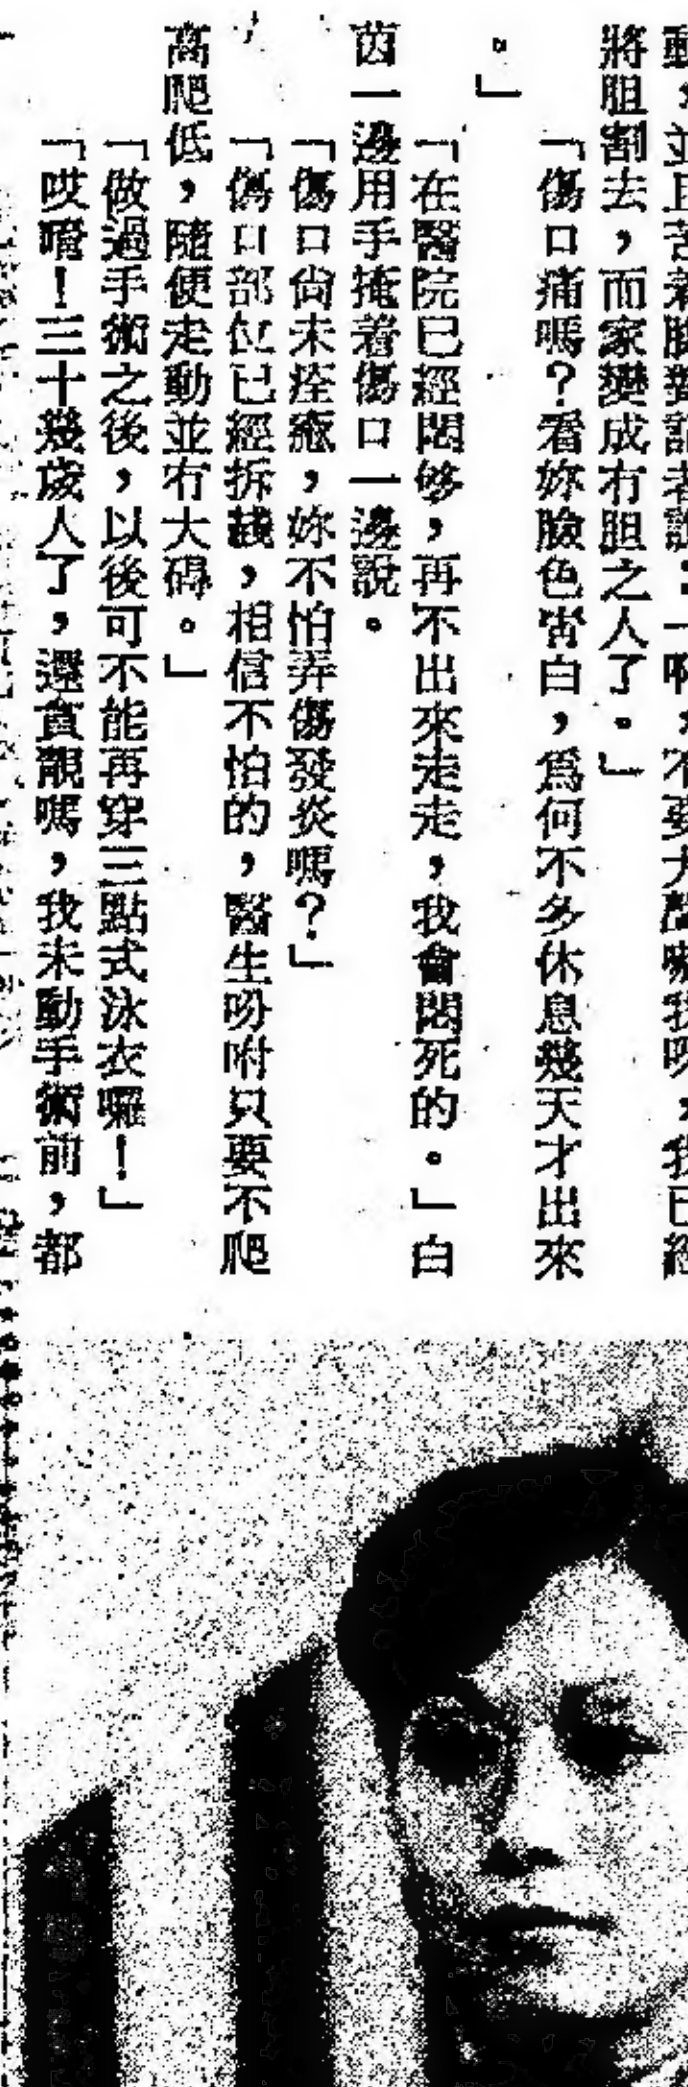 動，並且苦着臉對記者說：「啊，不要大聲嚇我呀，我已經
將胆割去，而家變成冇胆之人了。」
「傷口痛嗎？看妳臉色青白，爲何不多休息幾天才出來
。」
「在醫院已經悶够，再不出來走走，我會悶死的。」白
茵一邊用手掩着傷口一邊說。
「傷口尙未痊癒，妳不怕弄傷發炎嗎？」
「傷口部位已經拆綫，相信不怕的，醫生吩咐只要不爬
高爬低，隨便走動並冇大碍。」
「做過手術之後，以後可不能再穿三點式泳衣囉！」
「哎唷！三十幾歲人了，還貪靚嗎，我未動手術前，都